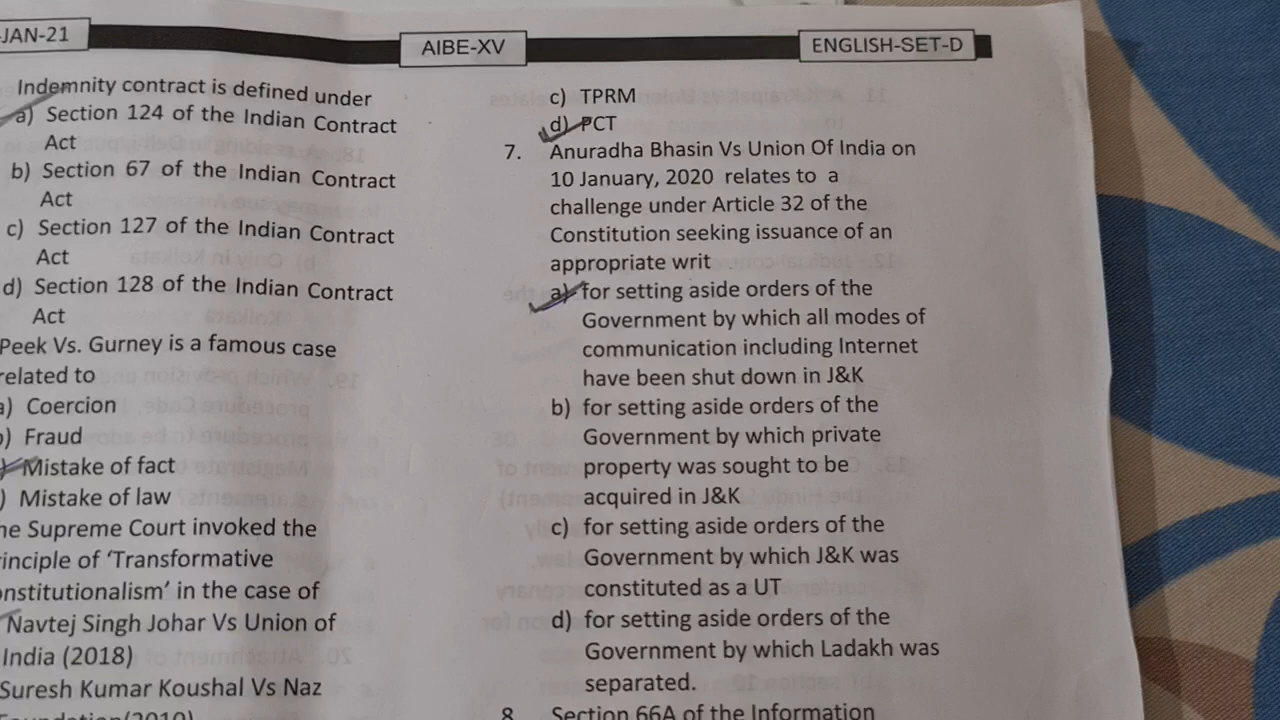 -JAN-21
AIBE-XV
ENGLISH-SET-D
Indemnity contract is defined under
a) Section 124 of the Indian Contract
Act
b) Section 67 of the Indian Contract
Act
c) Section 127 of the Indian Contract
Act
d) Section 128 of the Indian Contract
Act
Peek Vs. Gurney is a famous case
related to
a) Coercion
) Fraud
) Mistake of fact
) Mistake of law
he Supreme Court invoked the
rinciple of ‘Transformative
onstitutionalism’ in the case of
Navtej Singh Johar Vs Union of
India (2018)
Suresh Kumar Koushal Vs Naz
c) TPRM
d) PCT
7. Anuradha Bhasin Vs Union Of India on
10 January, 2020 relates to a
challenge under Article 32 of the
Constitution seeking issuance of an
appropriate writ
a) for setting aside orders of the
Government by which all modes of
communication including Internet
have been shut down in J&K
b) for setting aside orders of the
Government by which private
property was sought to be
acquired in J&K
c) for setting aside orders of the
Government by which J&K was
constituted as a UT
d) for setting aside orders of the
Government by which Ladakh was
separated.
8 Section 66A of the Information